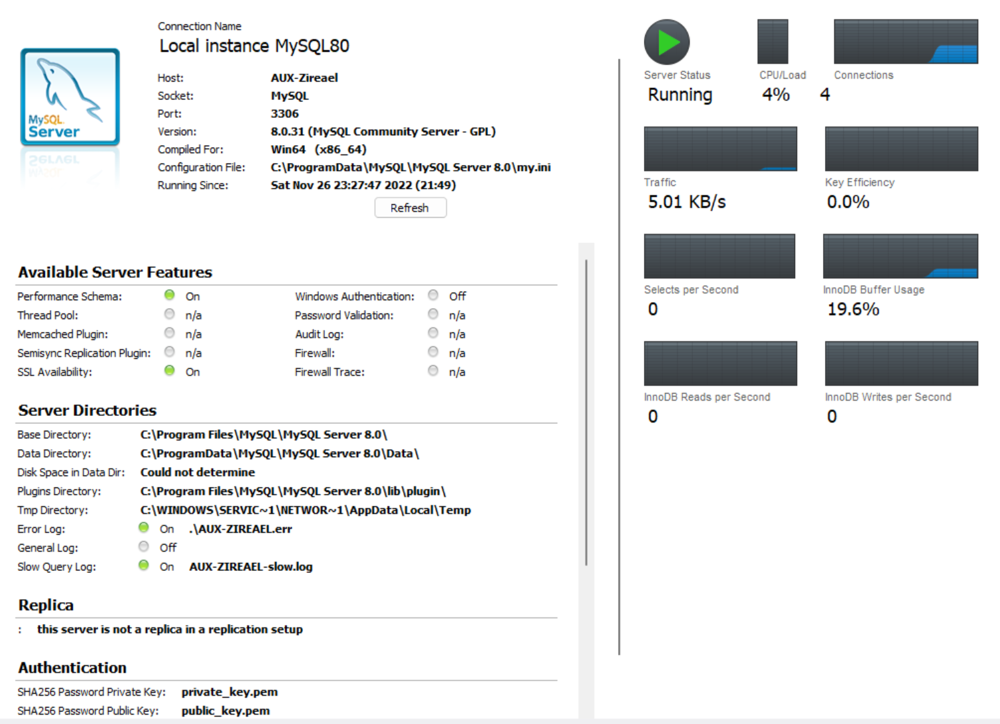 Connection Name
Local instance MySQL80
MySQL
Server
Host: AUX-Zireael
Socket: MySQL
Port: 3306
Version: 8.0.31 (MySQL Community Server - GPL)
Compiled For: Win64 (x86_64)
Configuration File: C:\ProgramData\MySQL\MySQL Server 8.0\my.ini
Running Since: Sat Nov 26 23:27:47 2022 (21:49)
Refresh
Available Server Features
Performance Schema: On Windows Authentication: Off
Thread Pool: n/a Password Validation: n/a
Memcached Plugin: n/a Audit Log: n/a
Semisync Replication Plugin: n/a Firewall: n/a
SSL Availability: On Firewall Trace: n/a
Server Directories
Base Directory: C:\Program Files\MySQL\MySQL Server 8.0\
Data Directory: C:\ProgramData\MySQL\MySQL Server 8.0\Data\
Disk Space in Data Dir: Could not determine
Plugins Directory: C:\Program Files\MySQL\MySQL Server 8.0\lib\plugin\
Tmp Directory: C:\WINDOWS\SERVIC~1\NETWOR~1\AppData\Local\Temp
Error Log: On .\AUX-ZIREAEL.err
General Log: Off
Slow Query Log: On AUX-ZIREAEL-slow.log
Replica
: this server is not a replica in a replication setup
Authentication
SHA256 Password Private Key: private_key.pem
SHA256 Password Public Key: public_key.pem
Server Status CPU/Load Connections
Running 4% 4
Traffic Key Efficiency
5.01 KB/s 0.0%
Selects per Second InnoDB Buffer Usage
0 19.6%
InnoDB Reads per Second InnoDB Writes per Second
0 0